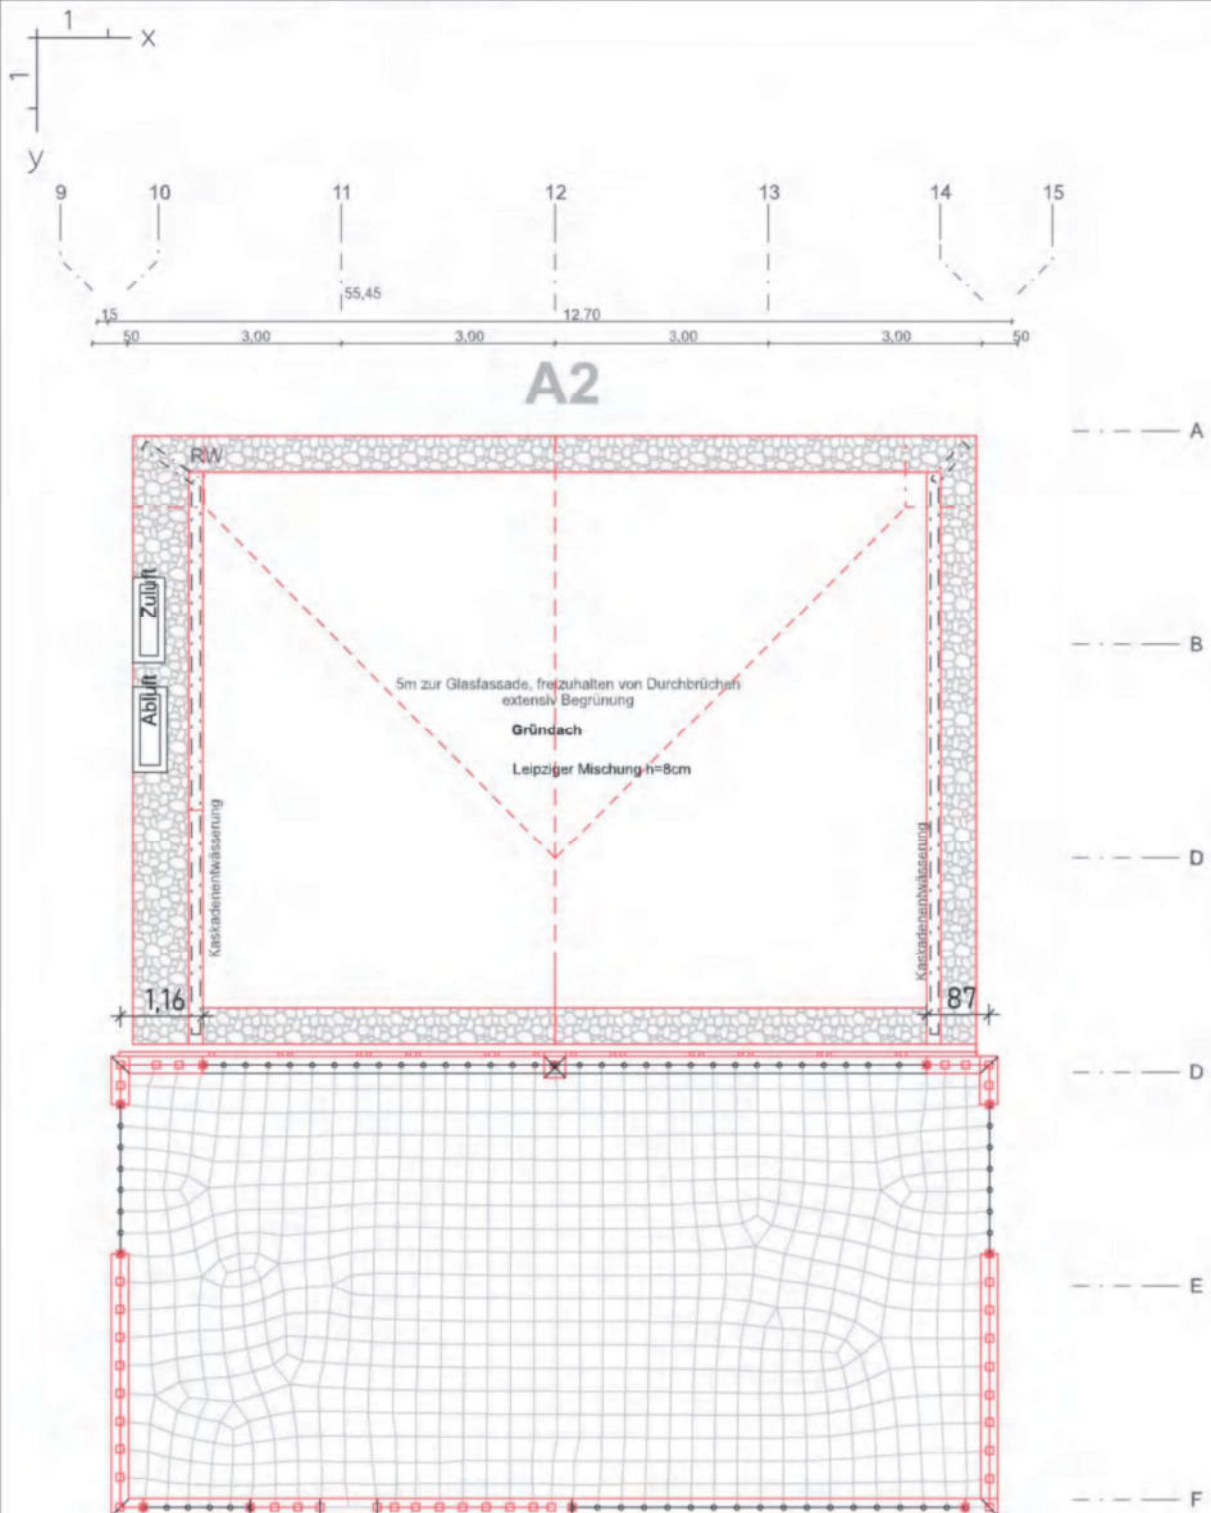 1
x
1
y
9 10 11 12 13 14 15
55,45
15 12.70
50 3,00 3,00 3,00 3,00 50
A2
A
RW
Zuluft
B
Abluft
5m zur Glasfassade, freizuhalten von Durchbrüchen
extensiv Begrünung
Gründach
Leipziger Mischung h=8cm
Kaskadenentwässerung
Kaskadenentwässerung
D
1,16
87
D
E
F